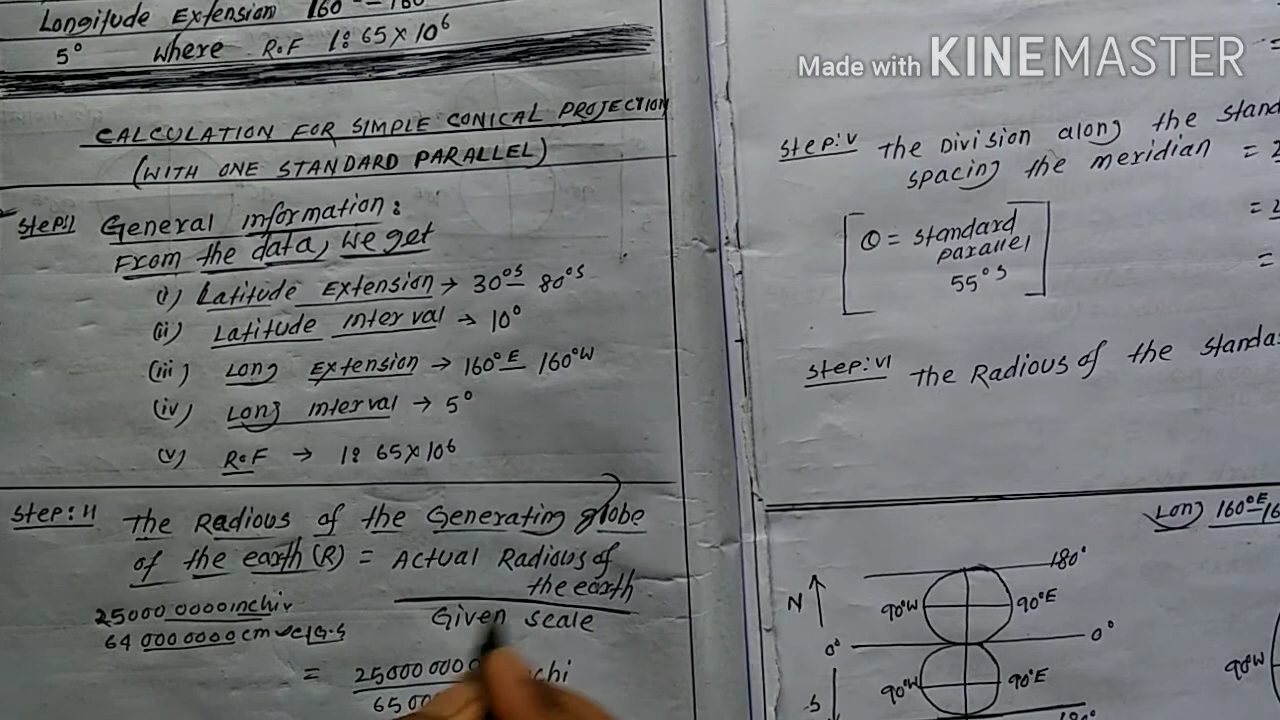 Longitude Extension 160
5° where R.F 1: 65×10⁶
CALCULATION FOR SIMPLE CONICAL PROJECTION
(WITH ONE STANDARD PARALLEL)
Step:I General information:
From the data, we get
(i) Latitude Extension → 30°S – 80°S
(ii) Latitude interval → 10°
(iii) Long Extension → 160°E – 160°W
(iv) Long interval → 5°
(v) R.F → 1: 65×10⁶
Step: II The Radious of the Generating globe
of the earth (R) = Actual Radious of
the earth
Given scale
250000000inchi
640000000cm
= 25000000
650
chi
Made with KINEMASTER
Step: V The Division along the
spacing the meridian =
= standard
parallel
55°S
=
=
Step: VI The Radious of the
Long 160°E
180°
N 90°W 90°E
0° 0°
90°W 90°E
S
180°
90°W